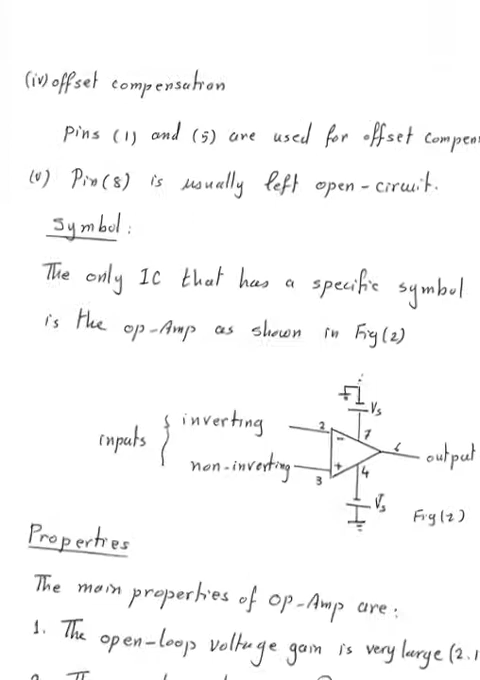 (iv) offset compensation
Pins (1) and (5) are used for offset compen
(v) Pin (8) is usually left open-circuit.
Symbol:
The only IC that has a specific symbol
is the op-Amp as shown in Fig (2)
Vs
inputs { inverting 2 - 7
6 output
non-inverting 3 + 4
Vs
Fig (2)
Properties
The main properties of op-Amp are:
1. The open-loop voltage gain is very large (2.1